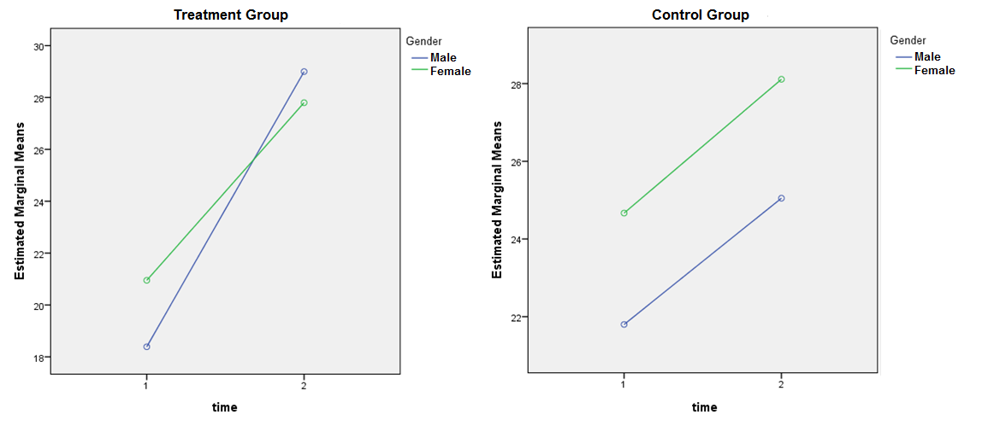 Treatment Group
30
28
26
24
22
20
18
Estimated Marginal Means
1
2
time
Gender
Male
Female
Control Group
28
26
24
22
Estimated Marginal Means
1
2
time
Gender
Male
Female